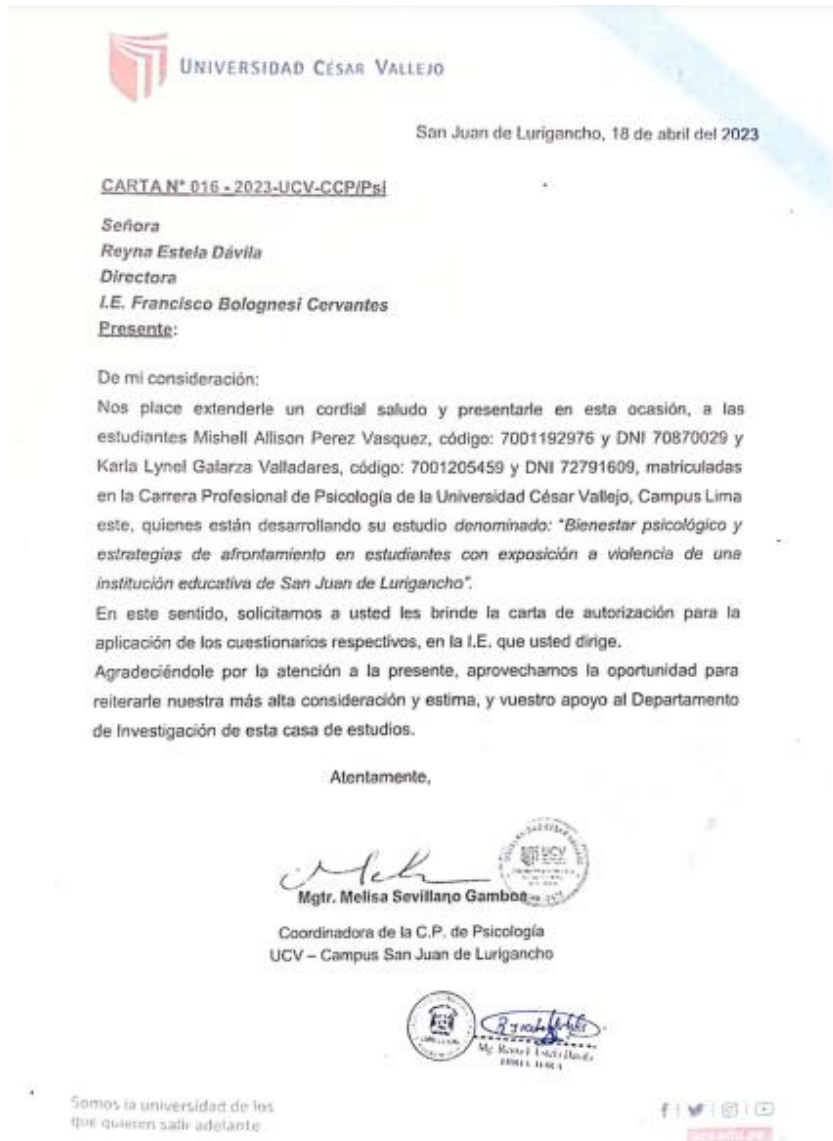 UNIVERSIDAD CÉSAR VALLEJO
San Juan de Lurigancho, 18 de abril del 2023
CARTA N° 016 - 2023-UCV-CCP/Psi
Señora
Reyna Estela Dávila
Directora
I.E. Francisco Bolognesi Cervantes
Presente:
De mi consideración:
Nos place extenderle un cordial saludo y presentarle en esta ocasión, a las
estudiantes Mishell Allison Perez Vasquez, código: 7001192976 y DNI 70870029 y
Karla Lynel Galarza Valladares, código: 7001205459 y DNI 72791609, matriculadas
en la Carrera Profesional de Psicología de la Universidad César Vallejo, Campus Lima
este, quienes están desarrollando su estudio denominado: "Bienestar psicológico y
estrategias de afrontamiento en estudiantes con exposición a violencia de una
institución educativa de San Juan de Lurigancho".
En este sentido, solicitamos a usted les brinde la carta de autorización para la
aplicación de los cuestionarios respectivos, en la I.E. que usted dirige.
Agradeciéndole por la atención a la presente, aprovechamos la oportunidad para
reiterarle nuestra más alta consideración y estima, y vuestro apoyo al Departamento
de Investigación de esta casa de estudios.
Atentamente,
UCV
Mgtr. Melisa Sevillano Gamboa
Coordinadora de la C.P. de Psicología
UCV – Campus San Juan de Lurigancho
Mg. Reyna I. Estela Dávila
DIRECTORA
Somos la universidad de los
que quieren salir adelante